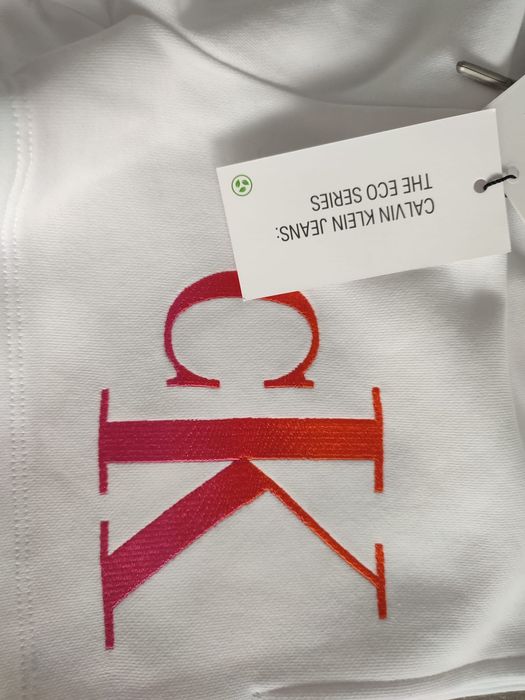 CALVIN KLEIN JEANS:
THE ECO SERIES
CK